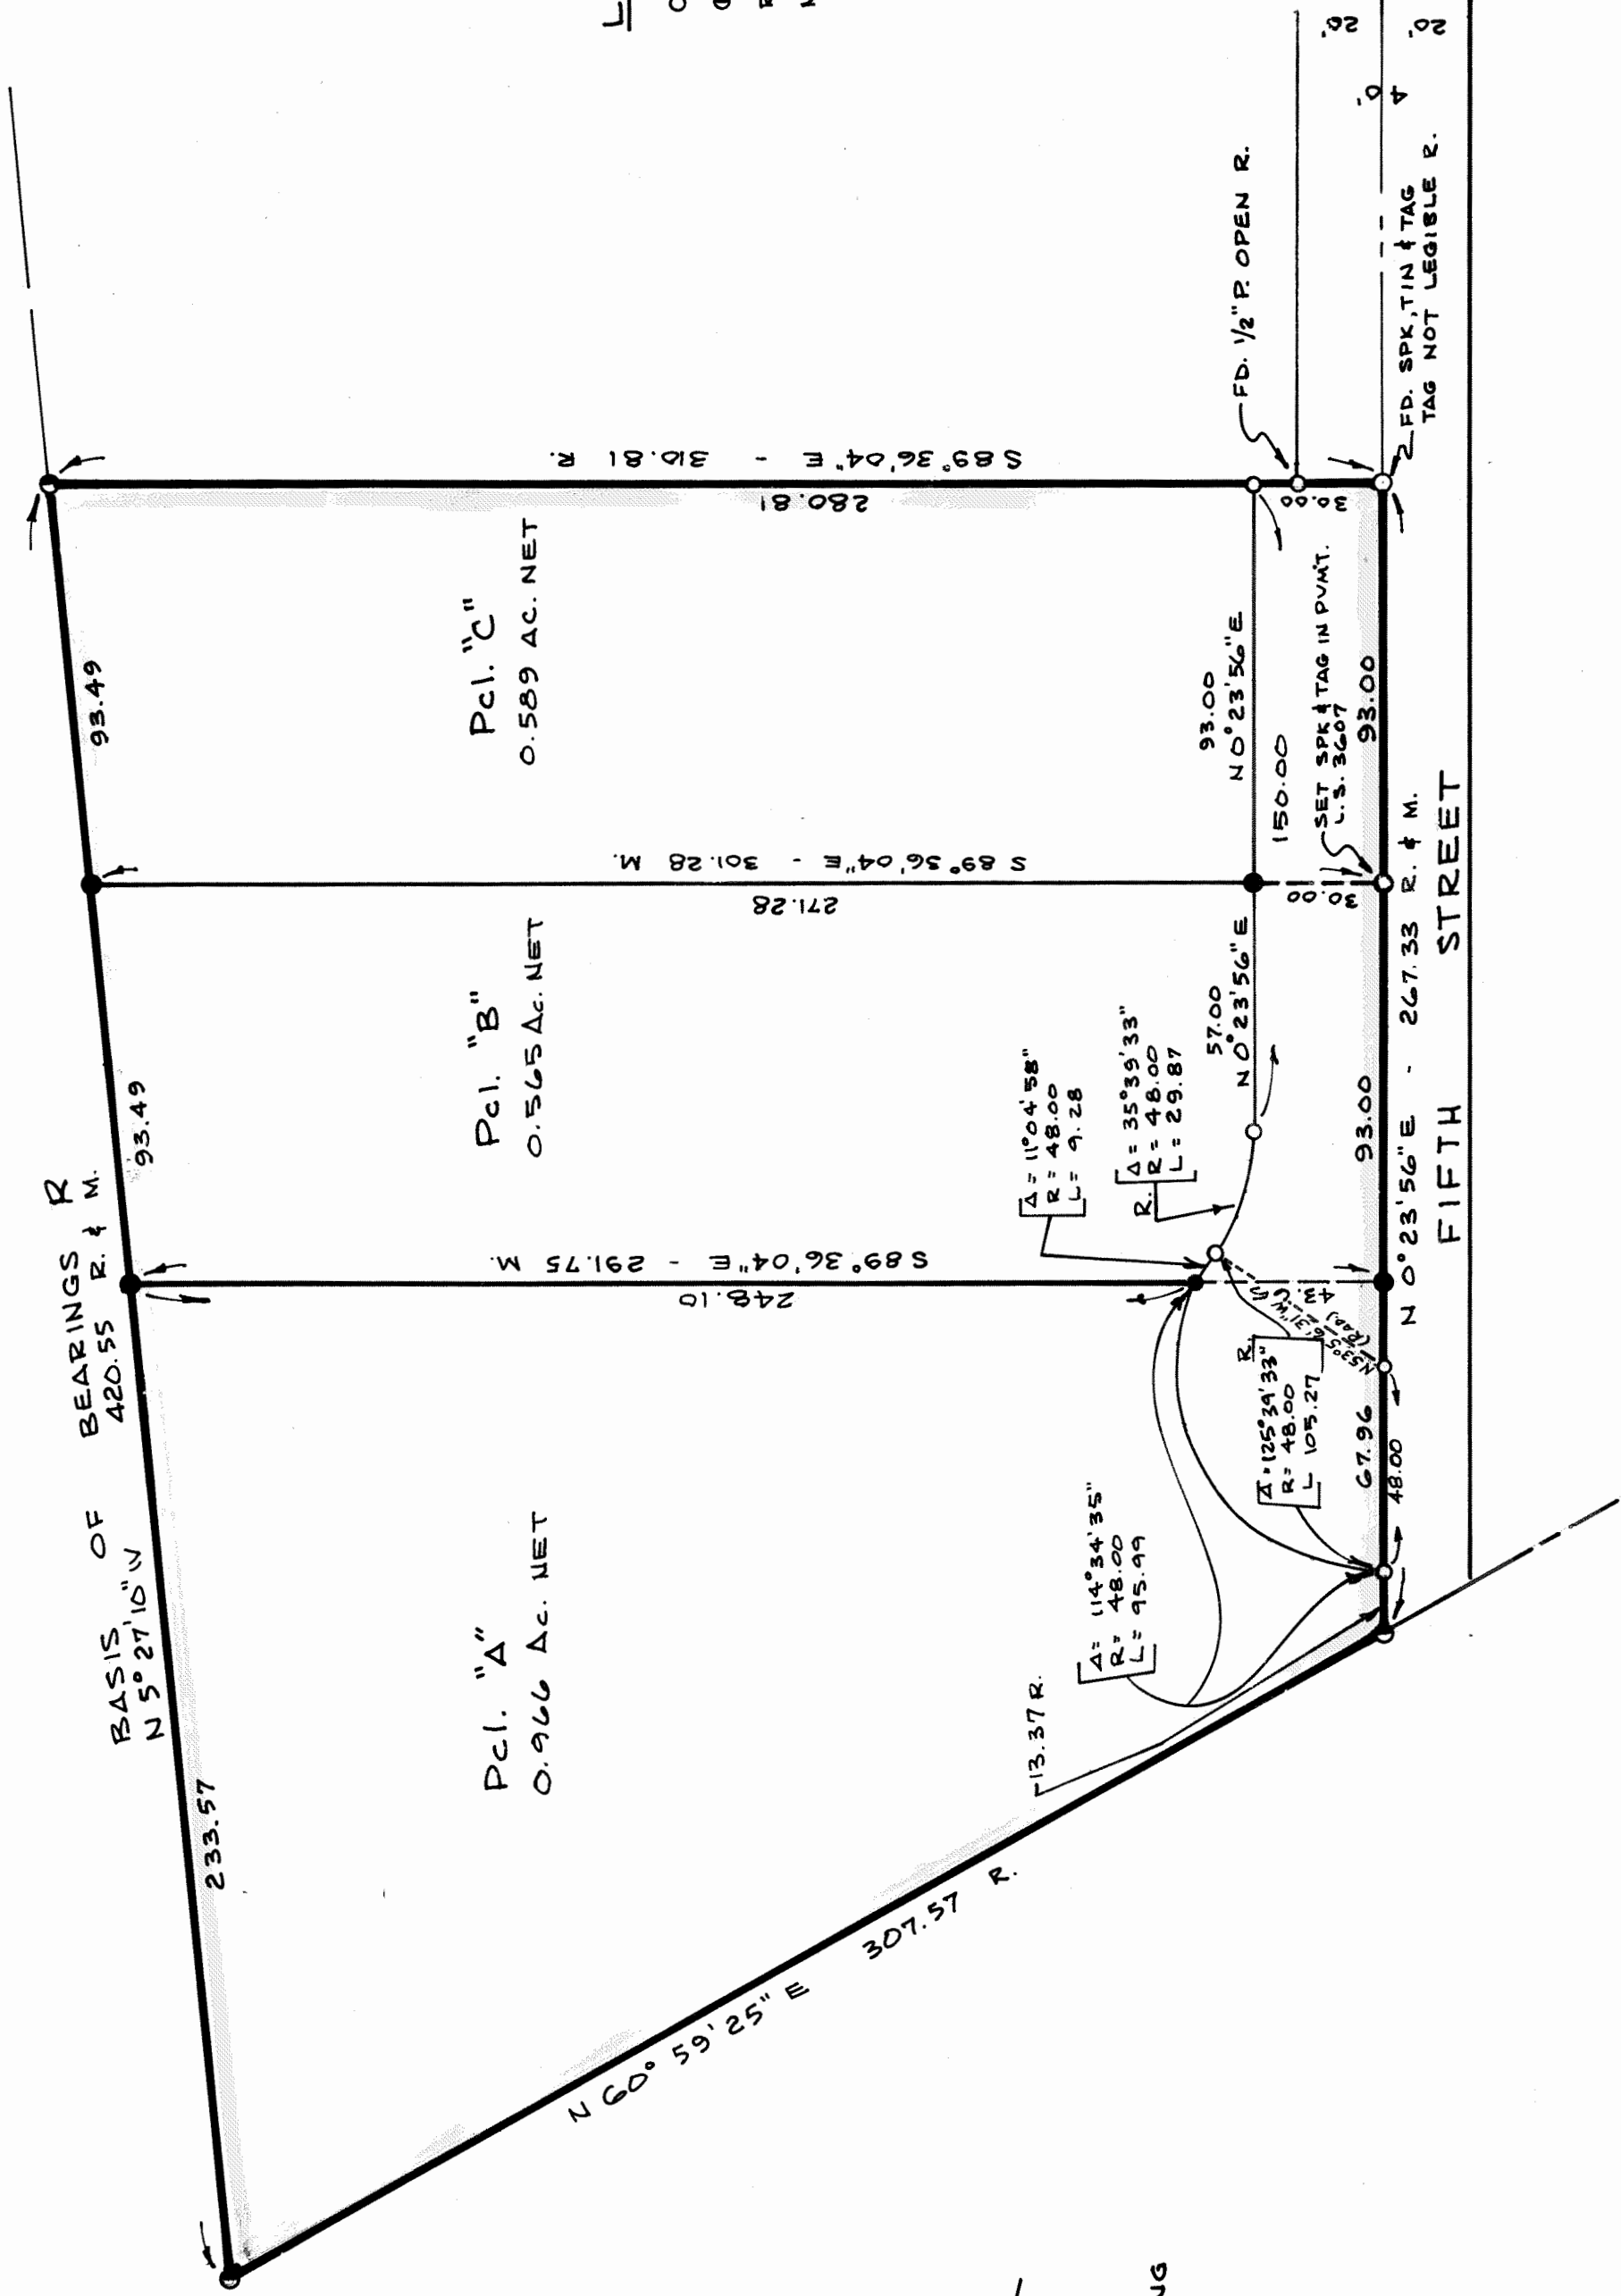 BASIS OF BEARINGS R
N 5° 27' 10" W 420.55 R. & M.
233.57
93.49
93.49
Pcl. "A"
0.966 Ac. NET
Pcl. "B"
0.565 Ac. NET
Pcl. "C"
0.589 AC. NET
N 60° 59' 25" E 307.57 R.
248.10
S 89° 36' 04" E - 291.75 M.
271.28
S 89° 36' 04" E - 301.28 M.
280.81
S 89° 36' 04" E - 310.81 R.
13.37 R.
Δ = 114° 34' 35"
R = 48.00
L = 95.99
Δ = 11° 04' 58"
R = 48.00
L = 9.28
R.
Δ = 35° 39' 33"
R = 48.00
L = 29.87
R.
Δ = 125° 39' 33"
R = 48.00
L 105.27
(RAD.)
57.00
N 0° 23' 56" E
93.00
N 0° 23' 56" E
150.00
30.00
30.00
SET SPK & TAG IN PVM'T.
L.S. 3607
67.96
48.00
93.00
93.00
N 0° 23' 56" E - 267.33 R. & M.
FIFTH STREET
FD. 1/2" P. OPEN R.
FD. SPK, TIN & TAG
TAG NOT LEGIBLE R.
20'
20'
L
NG